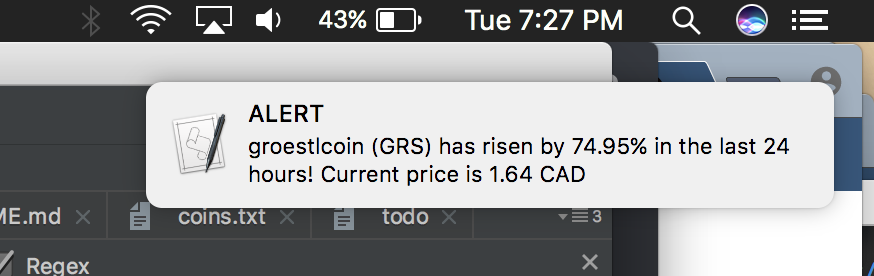 43% Tue 7:27 PM
ALERT
groestlcoin (GRS) has risen by 74.95% in the last 24
hours! Current price is 1.64 CAD
ME.md coins.txt todo 3
Regex